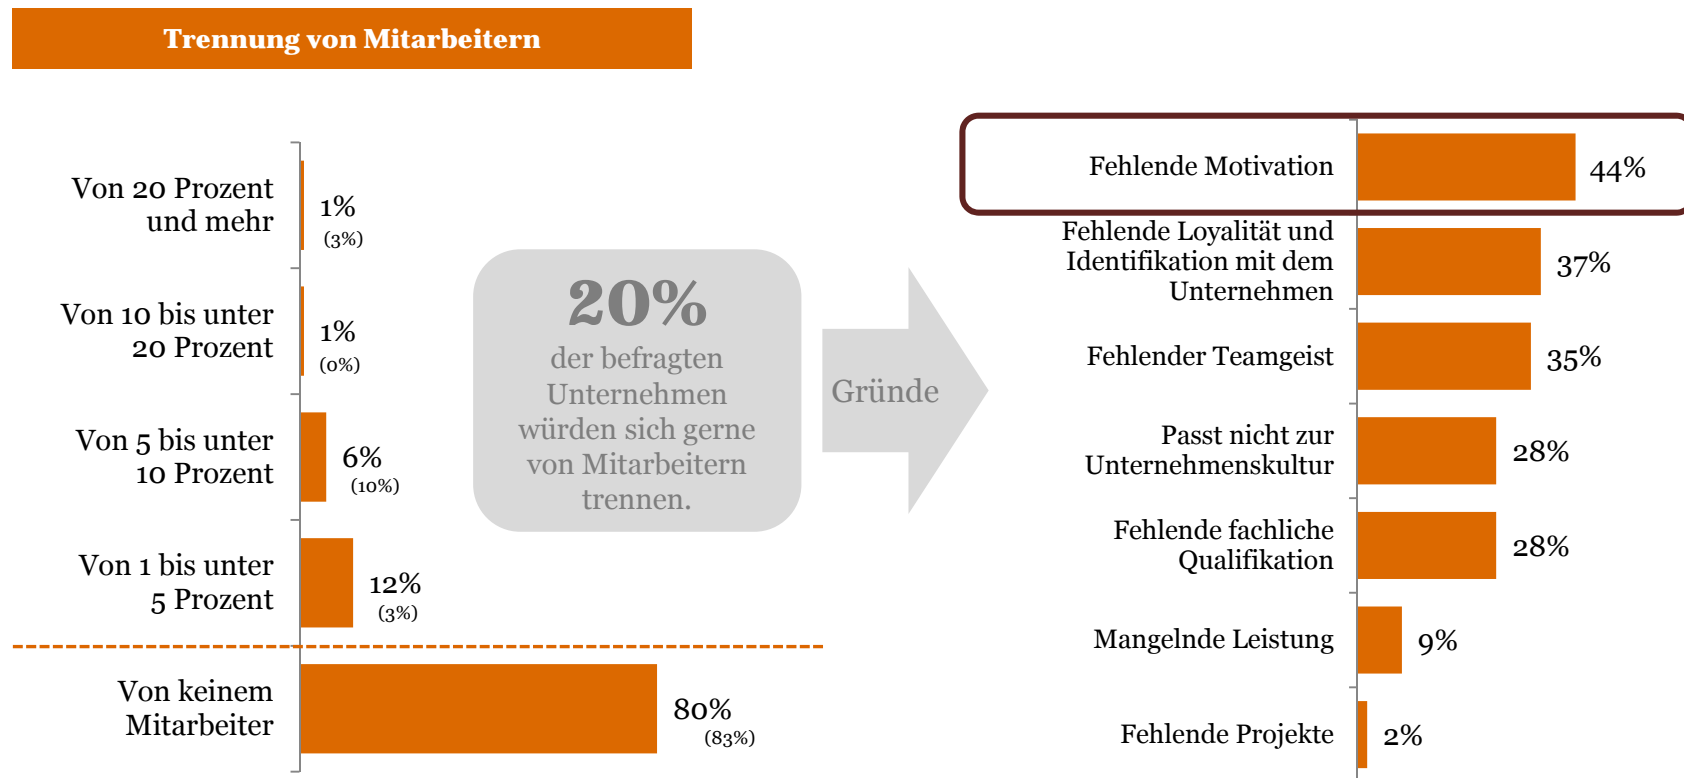 Trennung von Mitarbeitern
Von 20 Prozent
und mehr
1%
(3%)
Von 10 bis unter
20 Prozent
1%
(0%)
Von 5 bis unter
10 Prozent
6%
(10%)
Von 1 bis unter
5 Prozent
12%
(3%)
Von keinem
Mitarbeiter
80%
(83%)
20%
der befragten
Unternehmen
würden sich gerne
von Mitarbeitern
trennen.
Gründe
Fehlende Motivation
44%
Fehlende Loyalität und
Identifikation mit dem
Unternehmen
37%
Fehlender Teamgeist
35%
Passt nicht zur
Unternehmenskultur
28%
Fehlende fachliche
Qualifikation
28%
Mangelnde Leistung
9%
Fehlende Projekte
2%